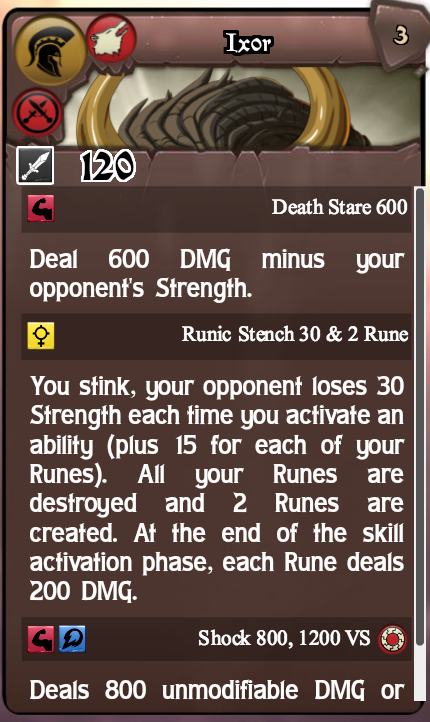 Ixor
3
120
Death Stare 600
Deal 600 DMG minus your
opponent's Strength.
Runic Stench 30 & 2 Rune
You stink, your opponent loses 30
Strength each time you activate an
ability (plus 15 for each of your
Runes). All your Runes are
destroyed and 2 Runes are
created. At the end of the skill
activation phase, each Rune deals
200 DMG.
Shock 800, 1200 VS
Deals 800 unmodifiable DMG or